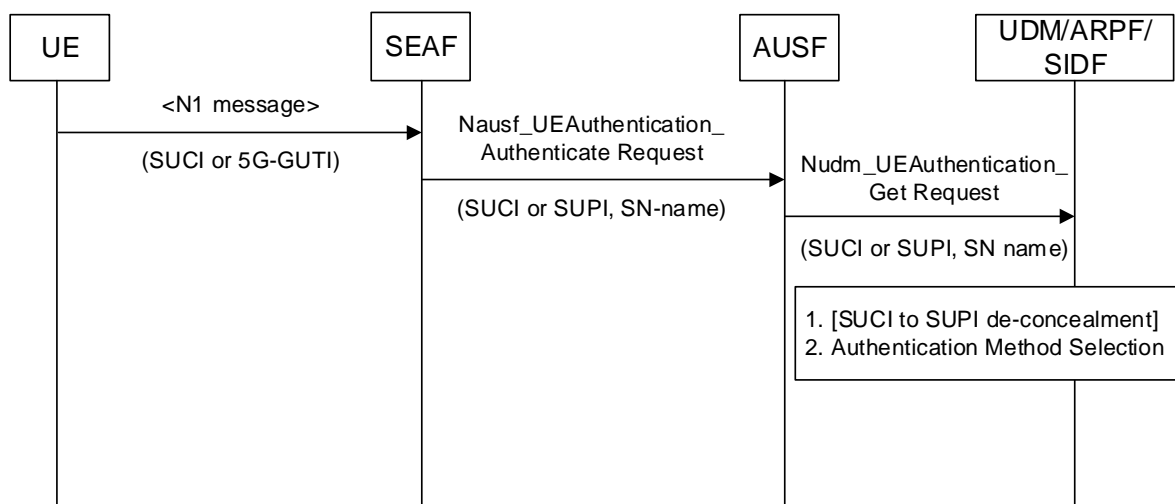 UE
SEAF
AUSF
UDM/ARPF/
SIDF
<N1 message>
(SUCI or 5G-GUTI)
Nausf_UEAuthentication_
Authenticate Request
(SUCI or SUPI, SN-name)
Nudm_UEAuthentication_
Get Request
(SUCI or SUPI, SN name)
1. [SUCI to SUPI de-concealment]
2. Authentication Method Selection